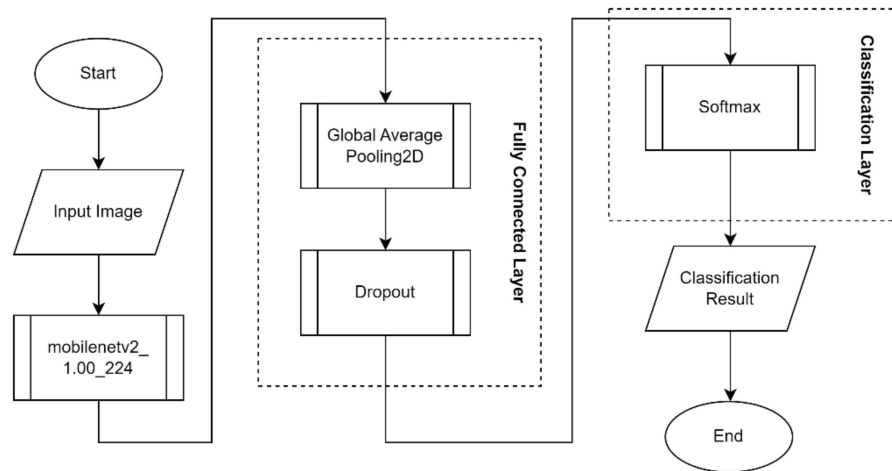 Start
Input Image
mobilenetv2_
1.00_224
Global Average
Pooling2D
Dropout
Fully Connected Layer
Softmax
Classification Layer
Classification
Result
End